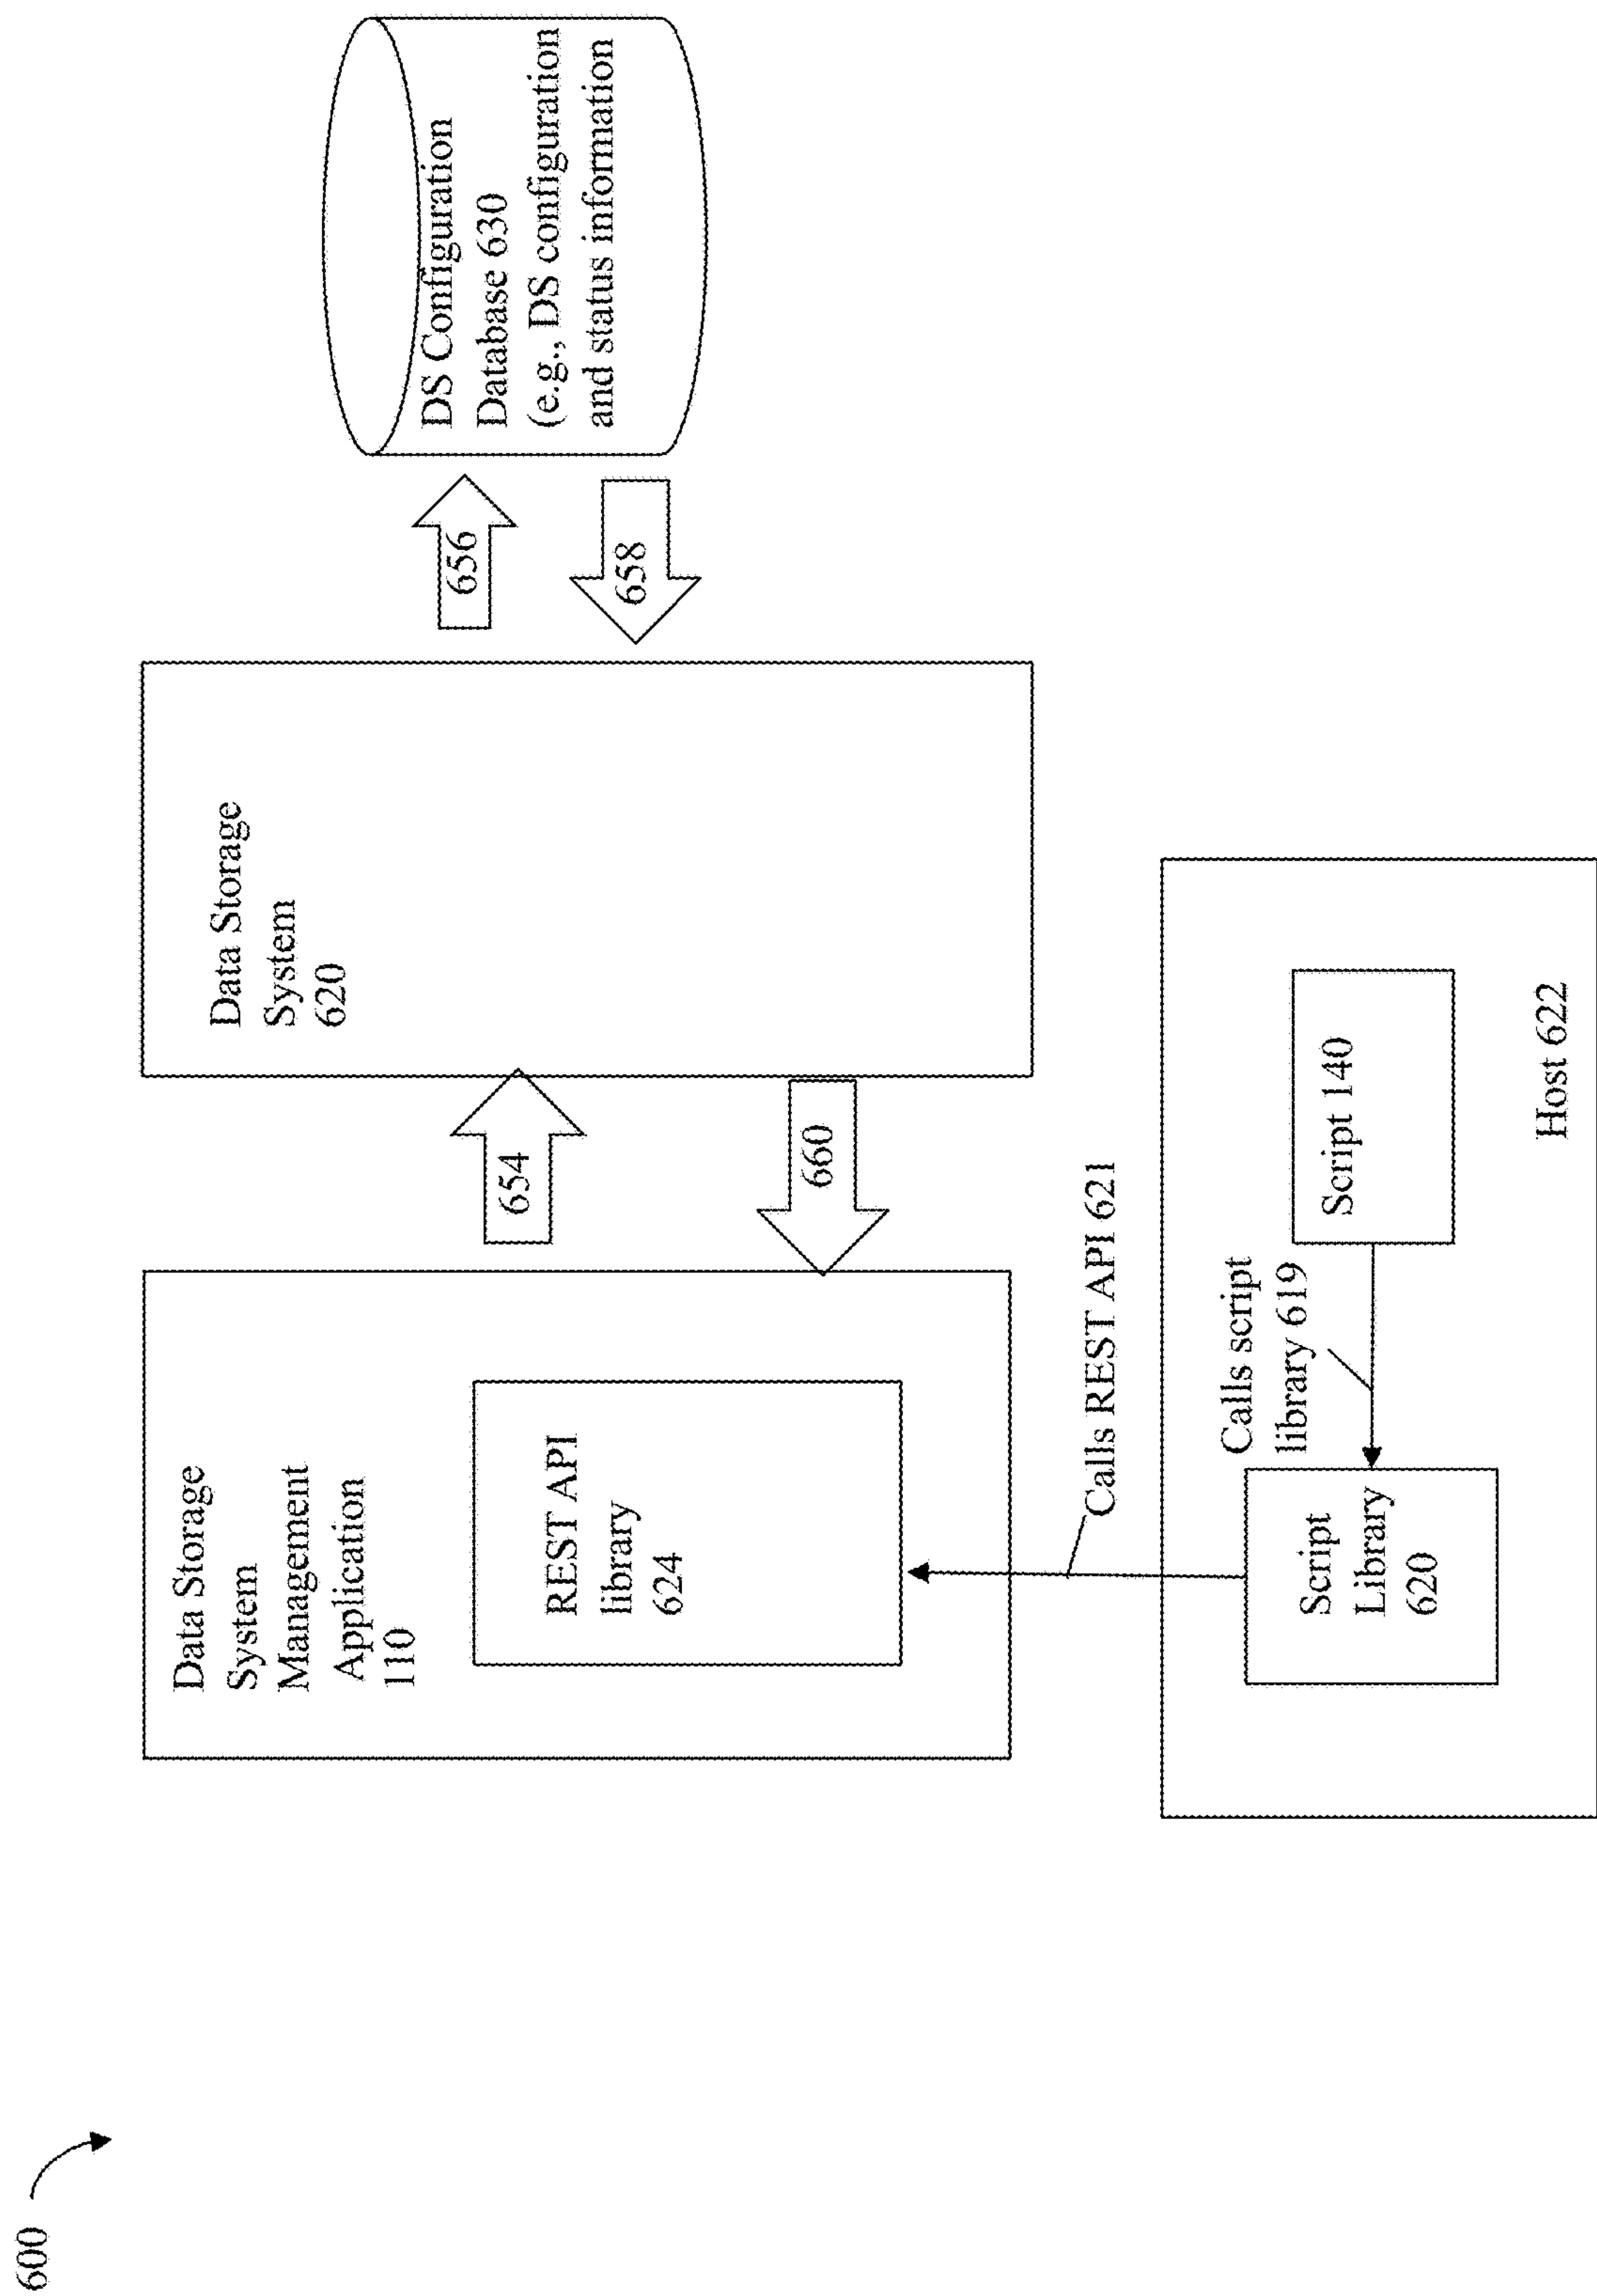 600
Data Storage
System
Management
Application
110
REST API
library
624
654
660
Data Storage
System
620
656
658
DS Configuration
Database 630
(e.g., DS configuration
and status information
Calls REST API 621
Script
Library
620
Calls script
library 619
Script 140
Host 622